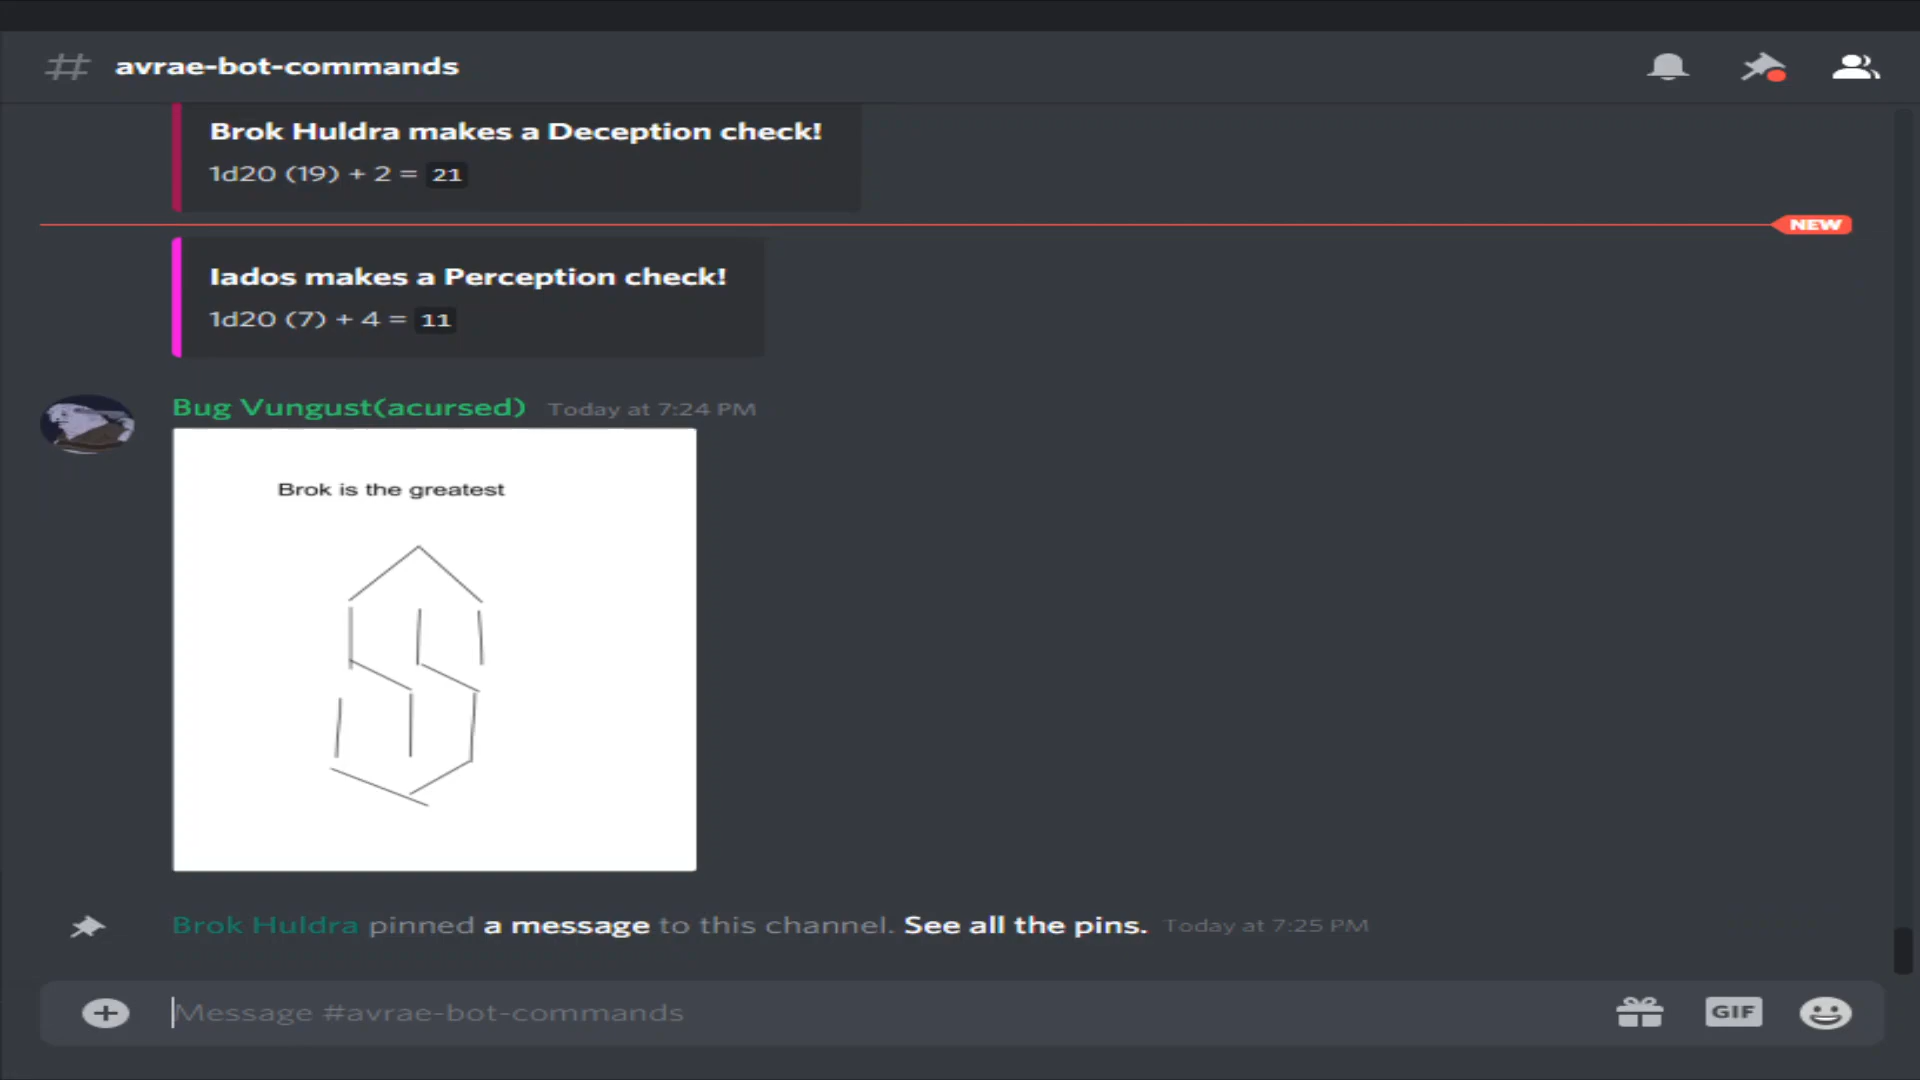 # avrae-bot-commands
Brok Huldra makes a Deception check!
1d20 (19) + 2 = 21
NEW
Iados makes a Perception check!
1d20 (7) + 4 = 11
Bug Vungust(acursed) Today at 7:24 PM
Brok is the greatest
Brok Huldra pinned a message to this channel. See all the pins. Today at 7:25 PM
Message #avrae-bot-commands
GIF